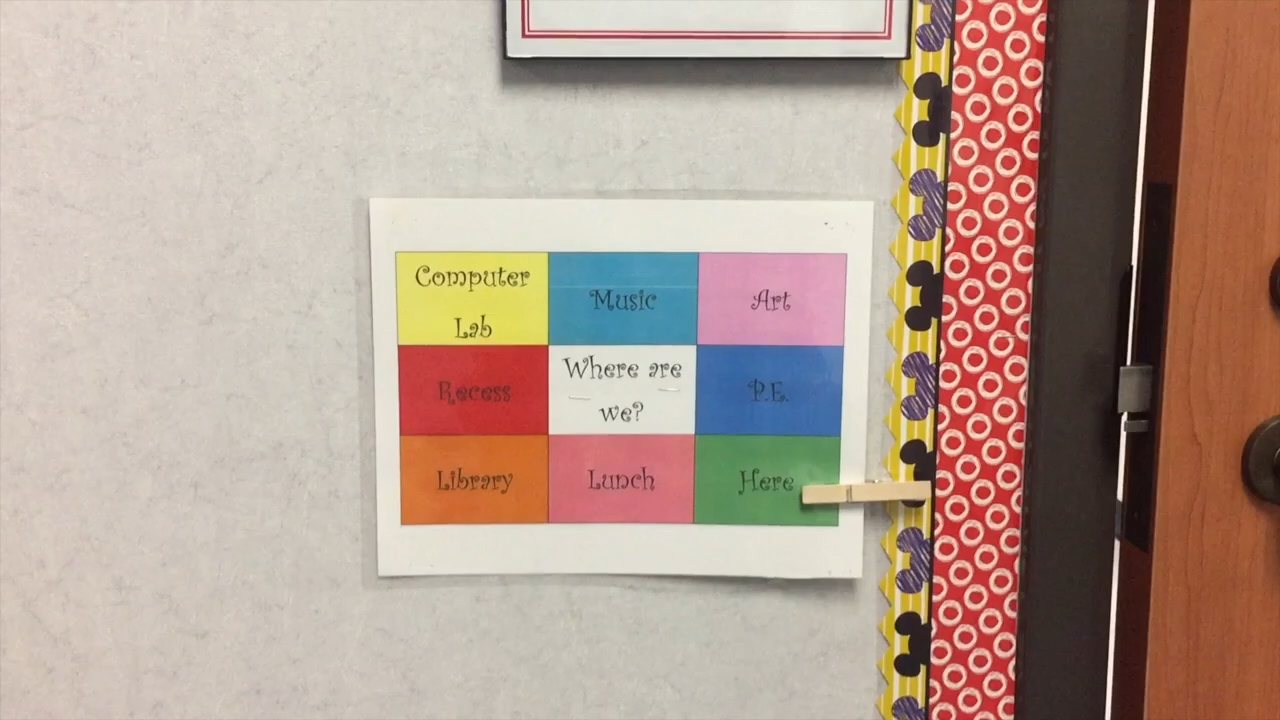 Computer
Lab
Music
Art
Recess
Where are
we?
P.E.
Library
Lunch
Here